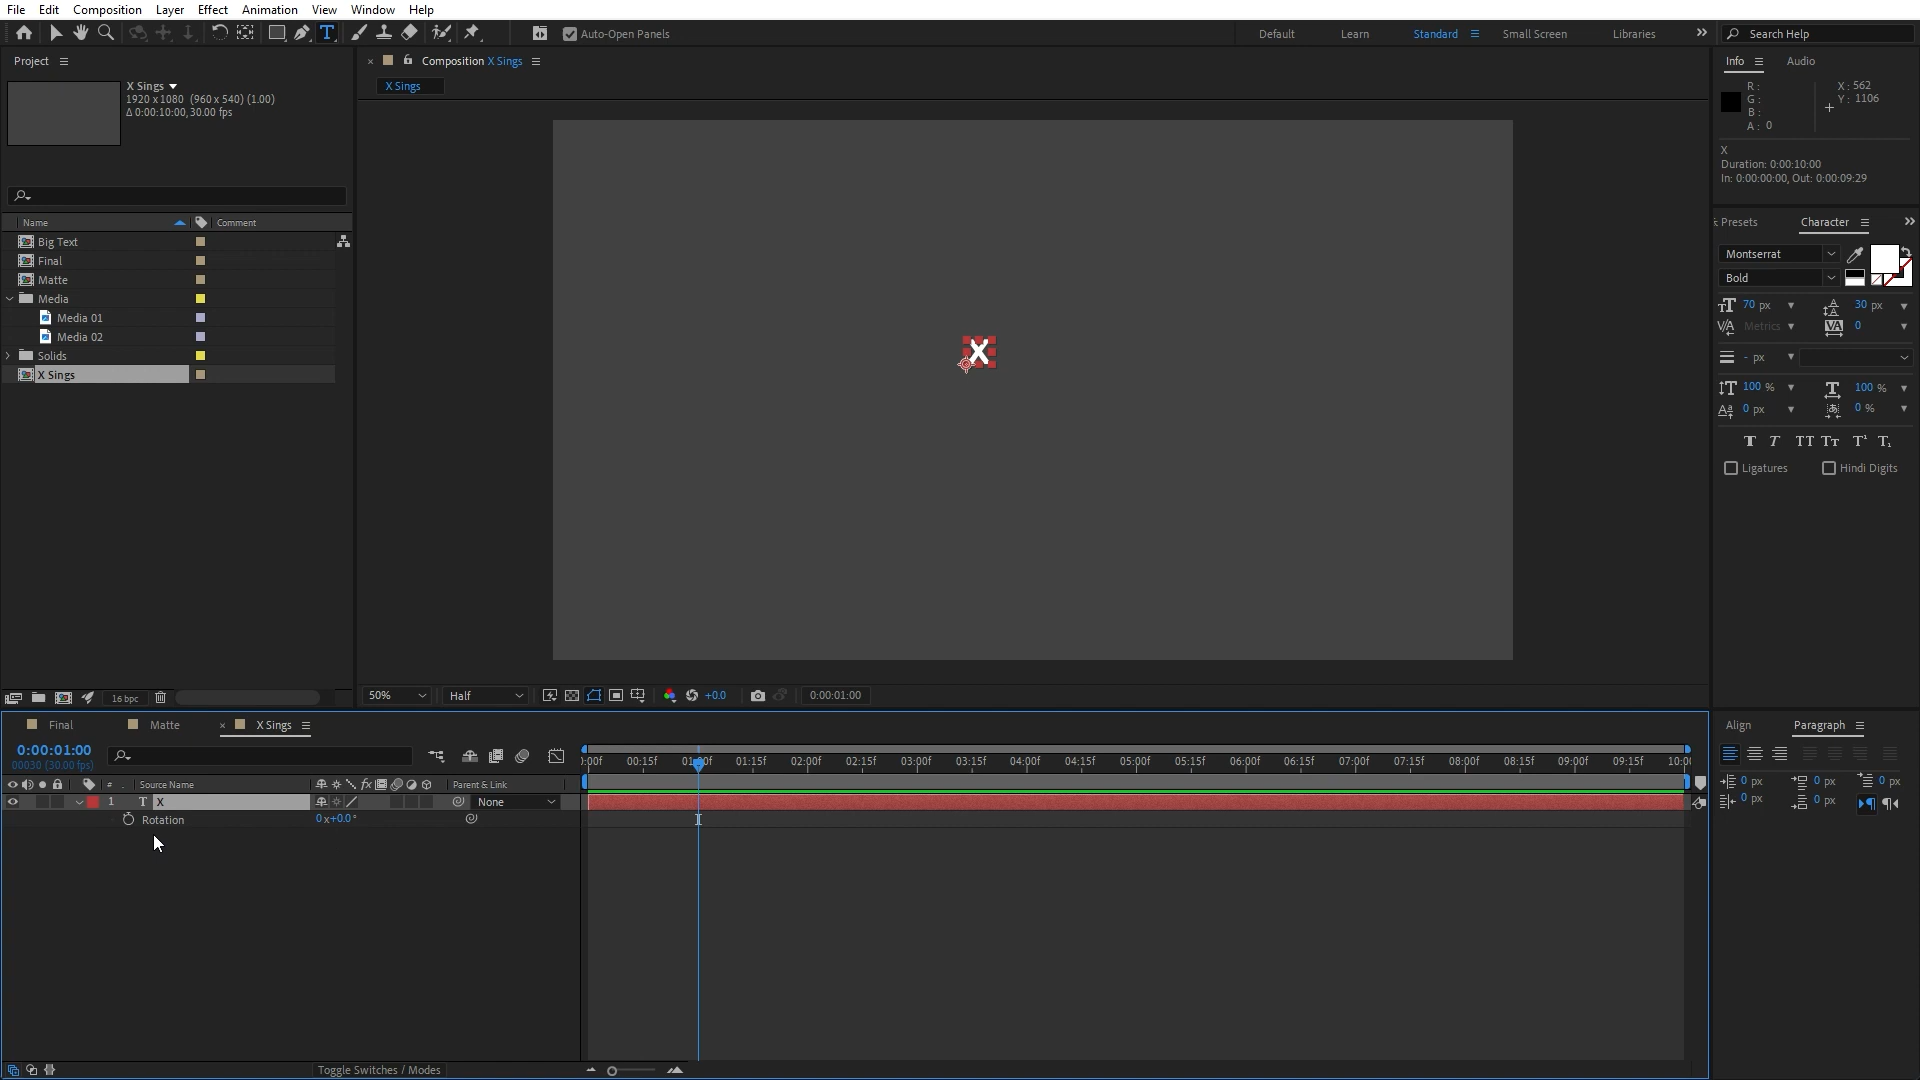 File Edit Composition Layer Effect Animation View Window Help
Auto-Open Panels
Default Learn Standard Small Screen Libraries Search Help
Project
X Sings
1920 x 1080 (960 x 540) (1.00)
Δ 0:00:10:00, 30.00 fps
Name Comment
Big Text
Final
Matte
Media
Media 01
Media 02
Solids
X Sings
16 bpc
Composition X Sings
X Sings
X
50% Half +0.0 0:00:01:00
Info Audio
R :
G :
B :
A : 0
X : 562
Y : 1106
X
Duration: 0:00:10:00
In: 0:00:00:00, Out: 0:00:09:29
Presets Character
Montserrat
Bold
70 px 30 px
Metrics 0
- px
100 % 100 %
0 px 0 %
T T TT Tт T¹ T₁
Ligatures Hindi Digits
Final Matte X Sings
0:00:01:00
00030 (30.00 fps)
# Source Name Parent & Link
1 T X None
Rotation 0x+0.0°
):00f 00:15f 01:00f 01:15f 02:00f 02:15f 03:00f 03:15f 04:00f 04:15f 05:00f 05:15f 06:00f 06:15f 07:00f 07:15f 08:00f 08:15f 09:00f 09:15f 10:0
Toggle Switches / Modes
Align Paragraph
0 px 0 px 0 px
0 px 0 px